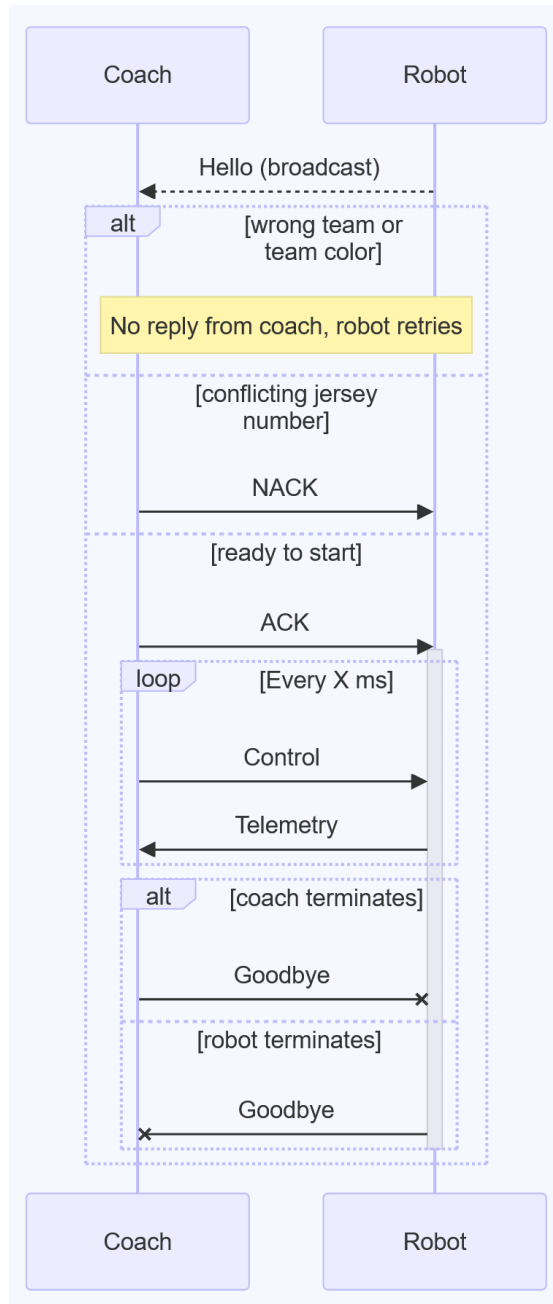 Coach
Robot
Hello (broadcast)
alt
[wrong team or
team color]
No reply from coach, robot retries
[conflicting jersey
number]
NACK
[ready to start]
ACK
loop
[Every X ms]
Control
Telemetry
alt
[coach terminates]
Goodbye
[robot terminates]
Goodbye
Coach
Robot